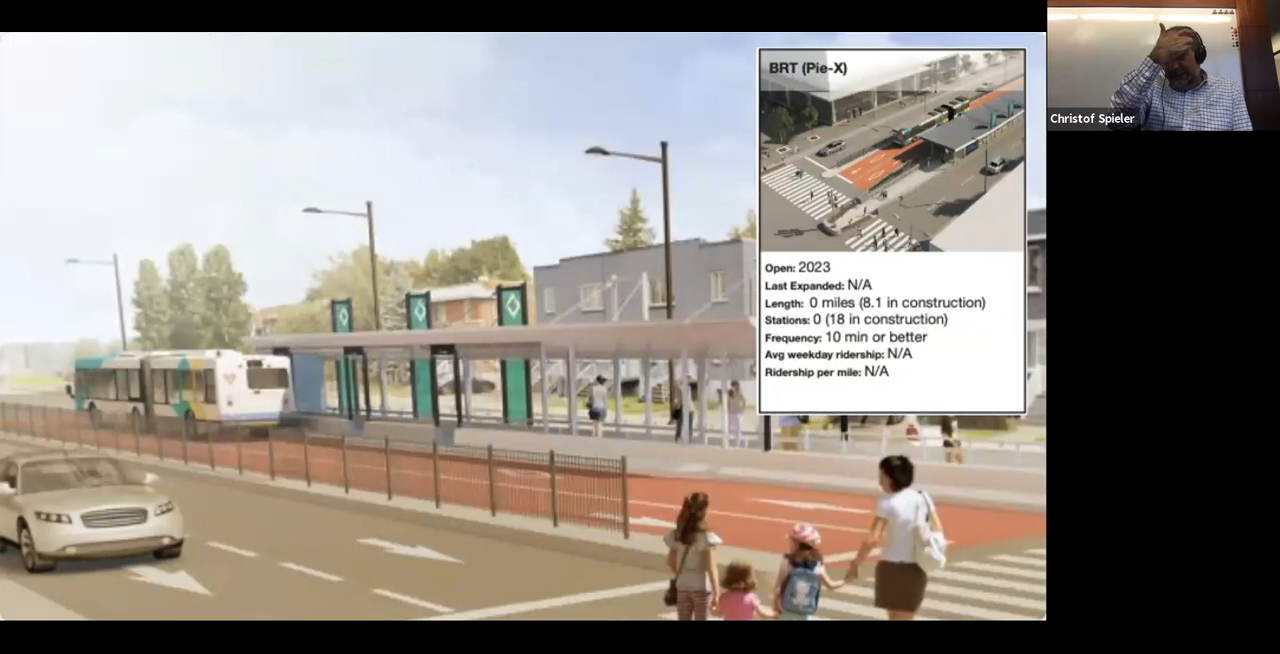 BRT (Pie-X)
Christof Spieler
Open: 2023
Last Expanded: N/A
Length: 0 miles (8.1 in construction)
Stations: 0 (18 in construction)
Frequency: 10 min or better
Avg weekday ridership: N/A
Ridership per mile: N/A